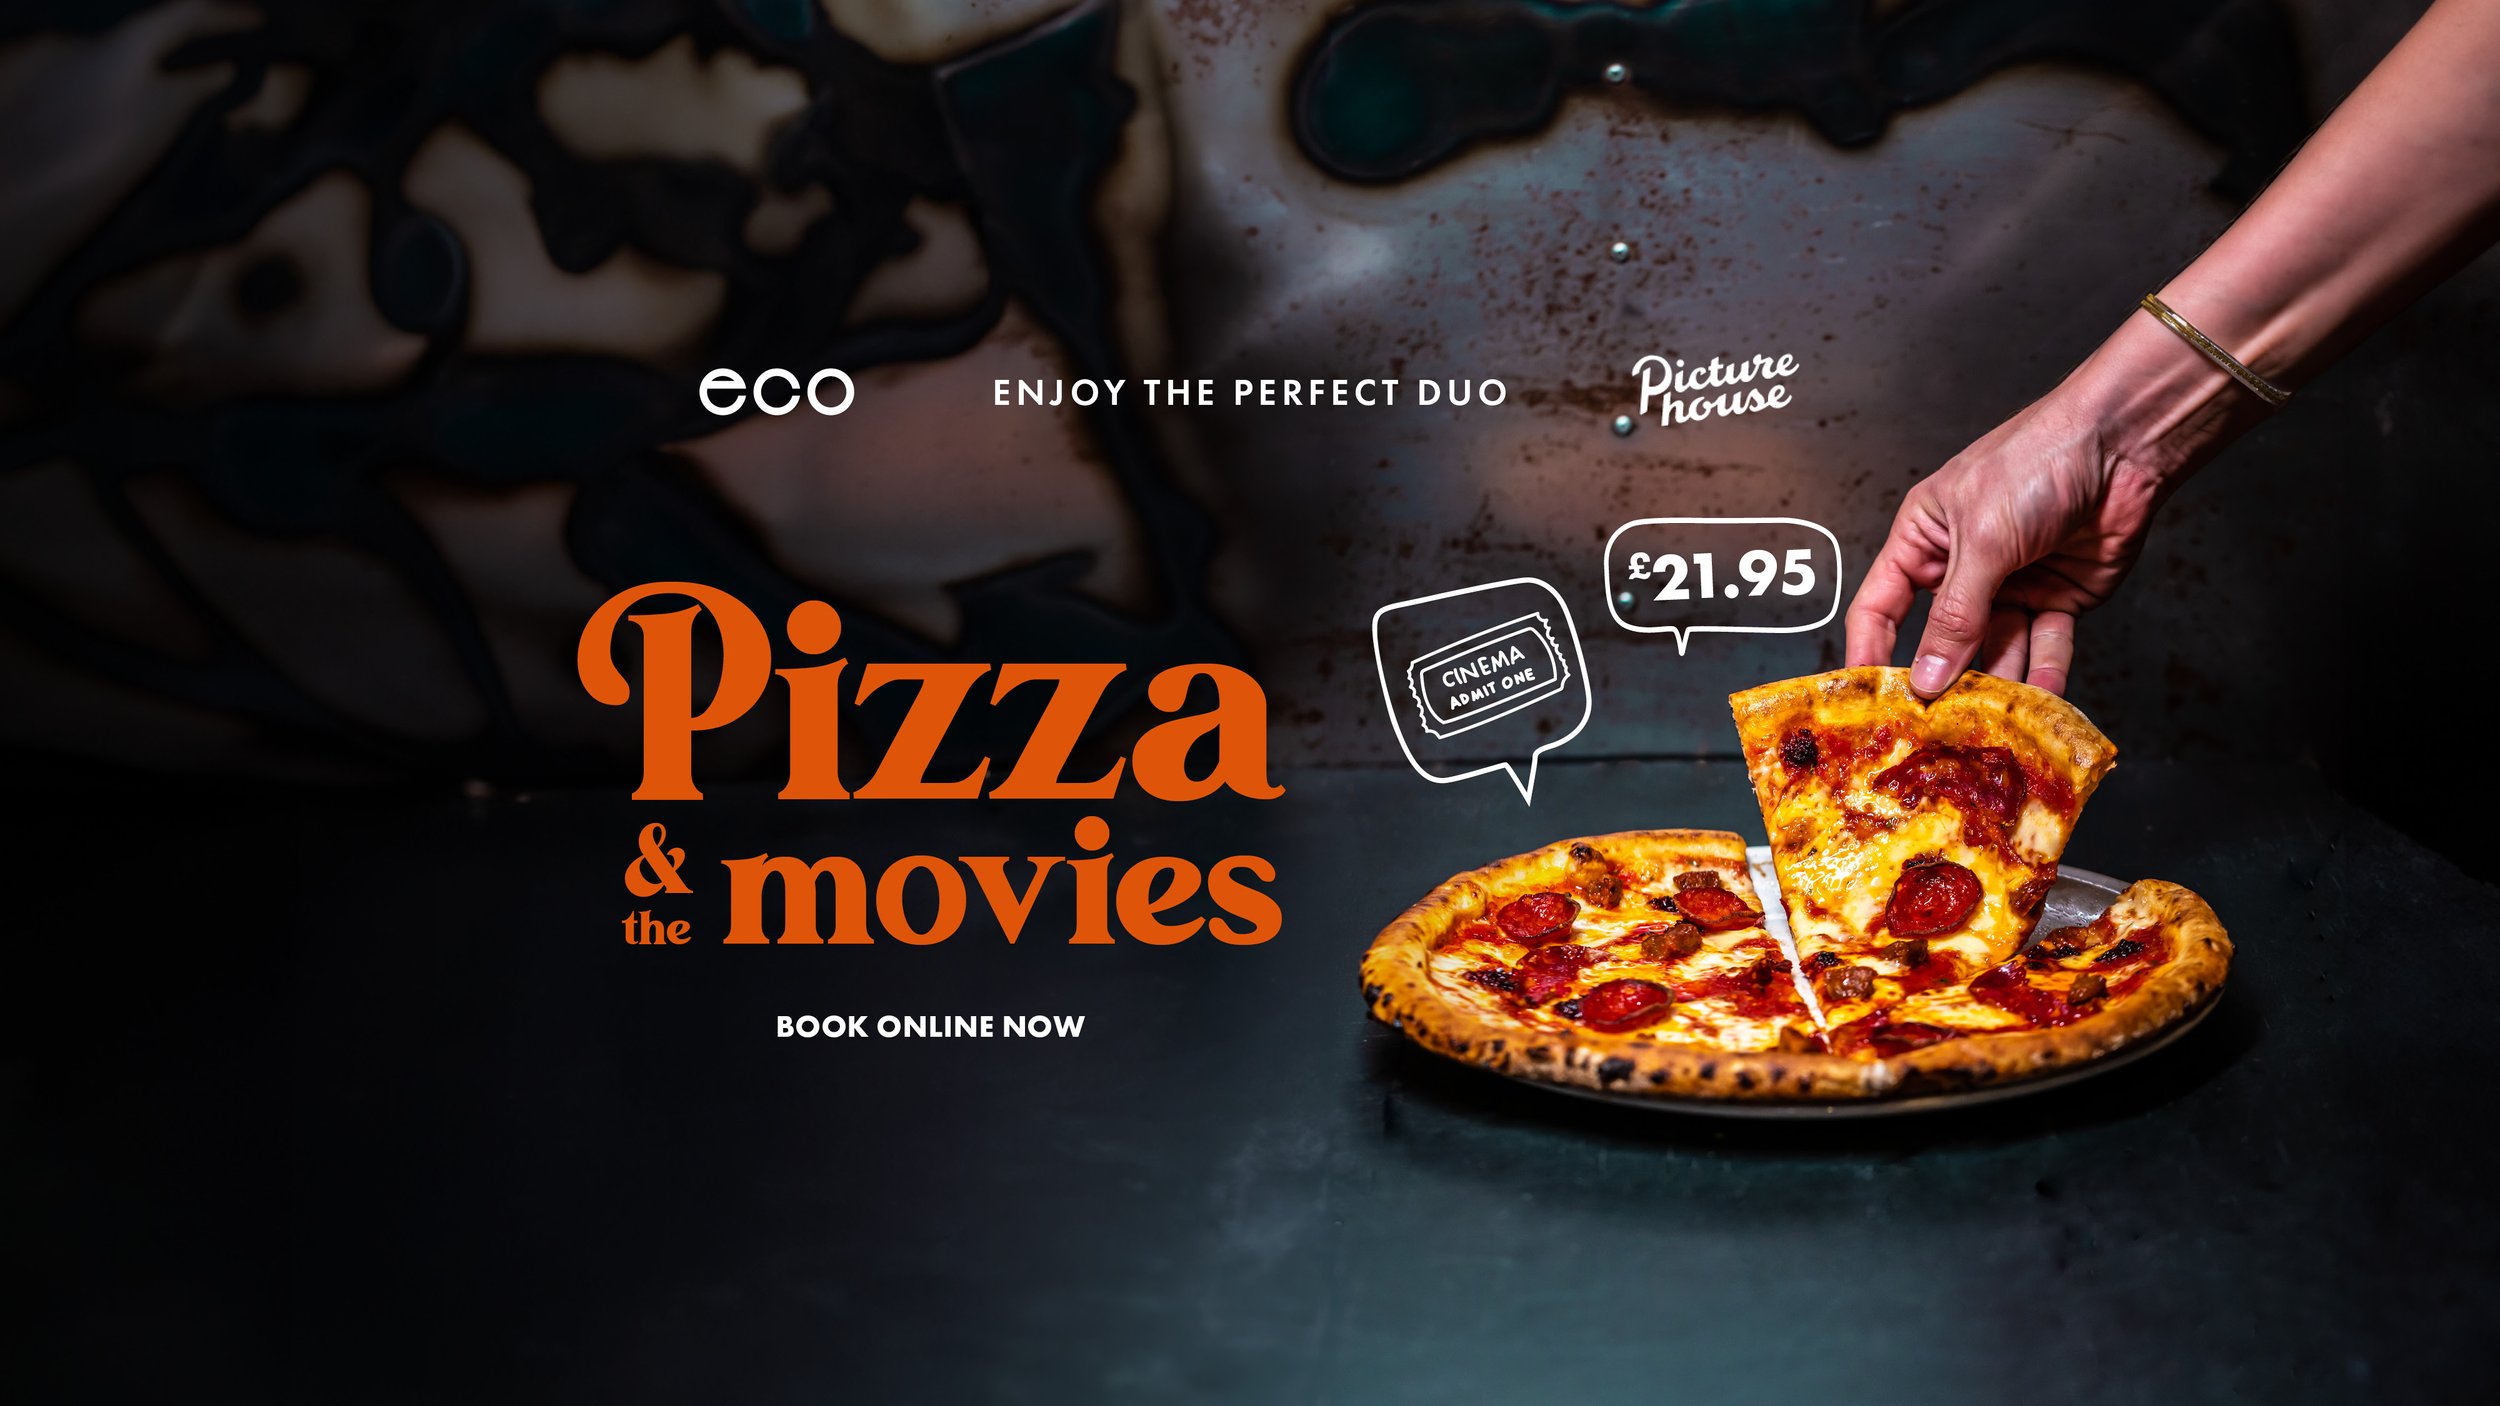 eco
ENJOY THE PERFECT DUO
Picture
house
£21.95
CINEMA
ADMIT ONE
Pizza
& the movies
BOOK ONLINE NOW